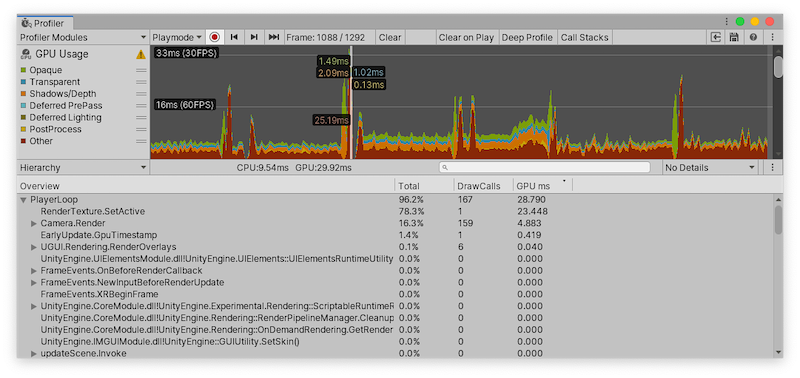 Profiler
Profiler Modules
Playmode
Frame: 1088 / 1292
Clear
Clear on Play
Deep Profile
Call Stacks
GPU Usage
Opaque
Transparent
Shadows/Depth
Deferred PrePass
Deferred Lighting
PostProcess
Other
33ms (30FPS)
16ms (60FPS)
1.49ms
2.09ms
1.02ms
0.13ms
25.19ms
Hierarchy
CPU:9.54ms GPU:29.92ms
No Details
Overview Total DrawCalls GPU ms
PlayerLoop 96.2% 167 28.790
RenderTexture.SetActive 78.3% 1 23.448
Camera.Render 16.3% 159 4.883
EarlyUpdate.GpuTimestamp 1.4% 1 0.419
UGUI.Rendering.RenderOverlays 0.1% 6 0.040
UnityEngine.UIElementsModule.dll!UnityEngine.UIElements::UIElementsRuntimeUtility 0.0% 0 0.000
FrameEvents.OnBeforeRenderCallback 0.0% 0 0.000
FrameEvents.NewInputBeforeRenderUpdate 0.0% 0 0.000
FrameEvents.XRBeginFrame 0.0% 0 0.000
UnityEngine.CoreModule.dll!UnityEngine.Experimental.Rendering::ScriptableRuntimeR 0.0% 0 0.000
UnityEngine.CoreModule.dll!UnityEngine.Rendering::RenderPipelineManager.Cleanup 0.0% 0 0.000
UnityEngine.CoreModule.dll!UnityEngine.Rendering::OnDemandRendering.GetRender 0.0% 0 0.000
UnityEngine.IMGUIModule.dll!UnityEngine::GUIUtility.SetSkin() 0.0% 0 0.000
updateScene.Invoke 0.0% 0 0.000